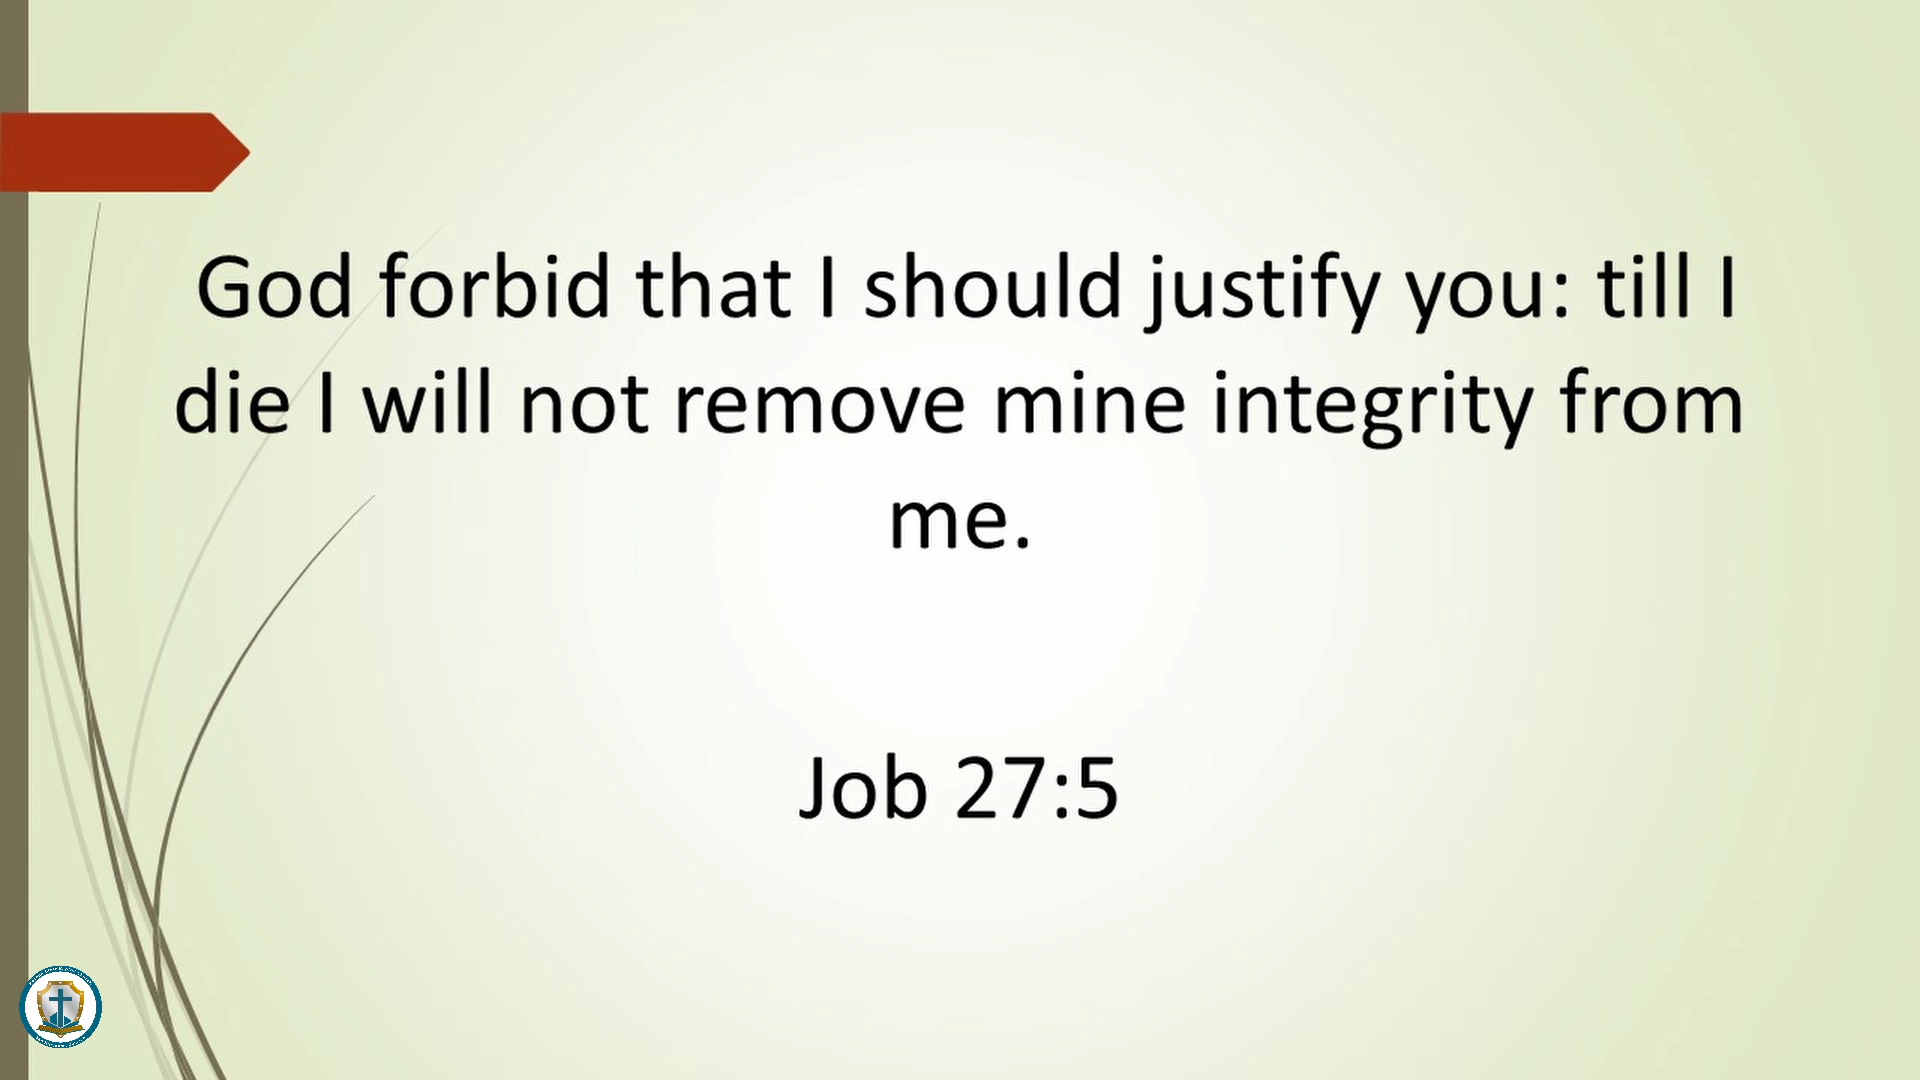 God forbid that I should justify you: till I
die I will not remove mine integrity from
me.
Job 27:5